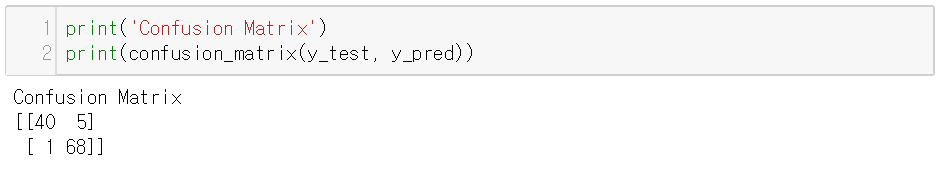 1 print('Confusion Matrix')
2 print(confusion_matrix(y_test, y_pred))
Confusion Matrix
[[40  5]
 [ 1 68]]